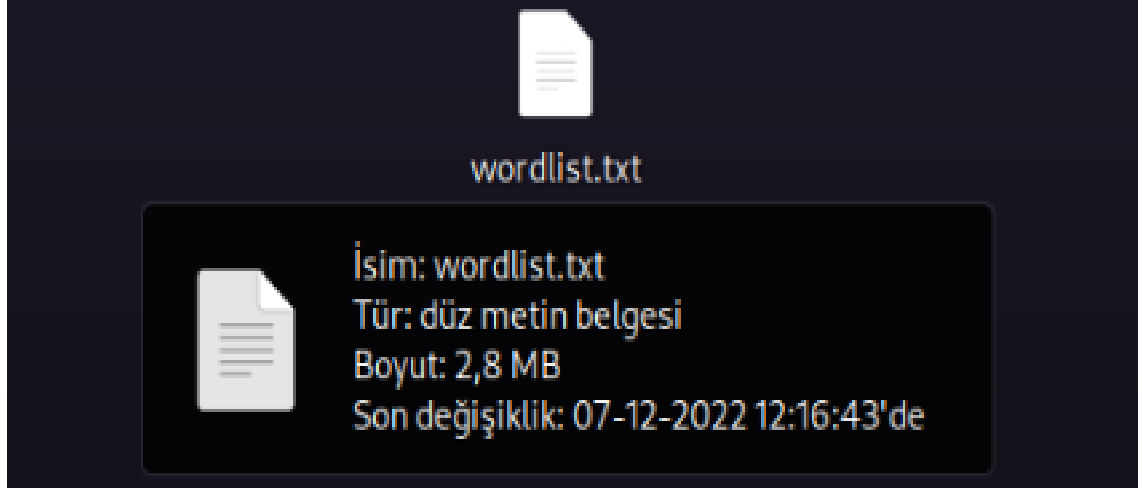 wordlist.txt
İsim: wordlist.txt
Tür: düz metin belgesi
Boyut: 2,8 MB
Son değişiklik: 07-12-2022 12:16:43'de